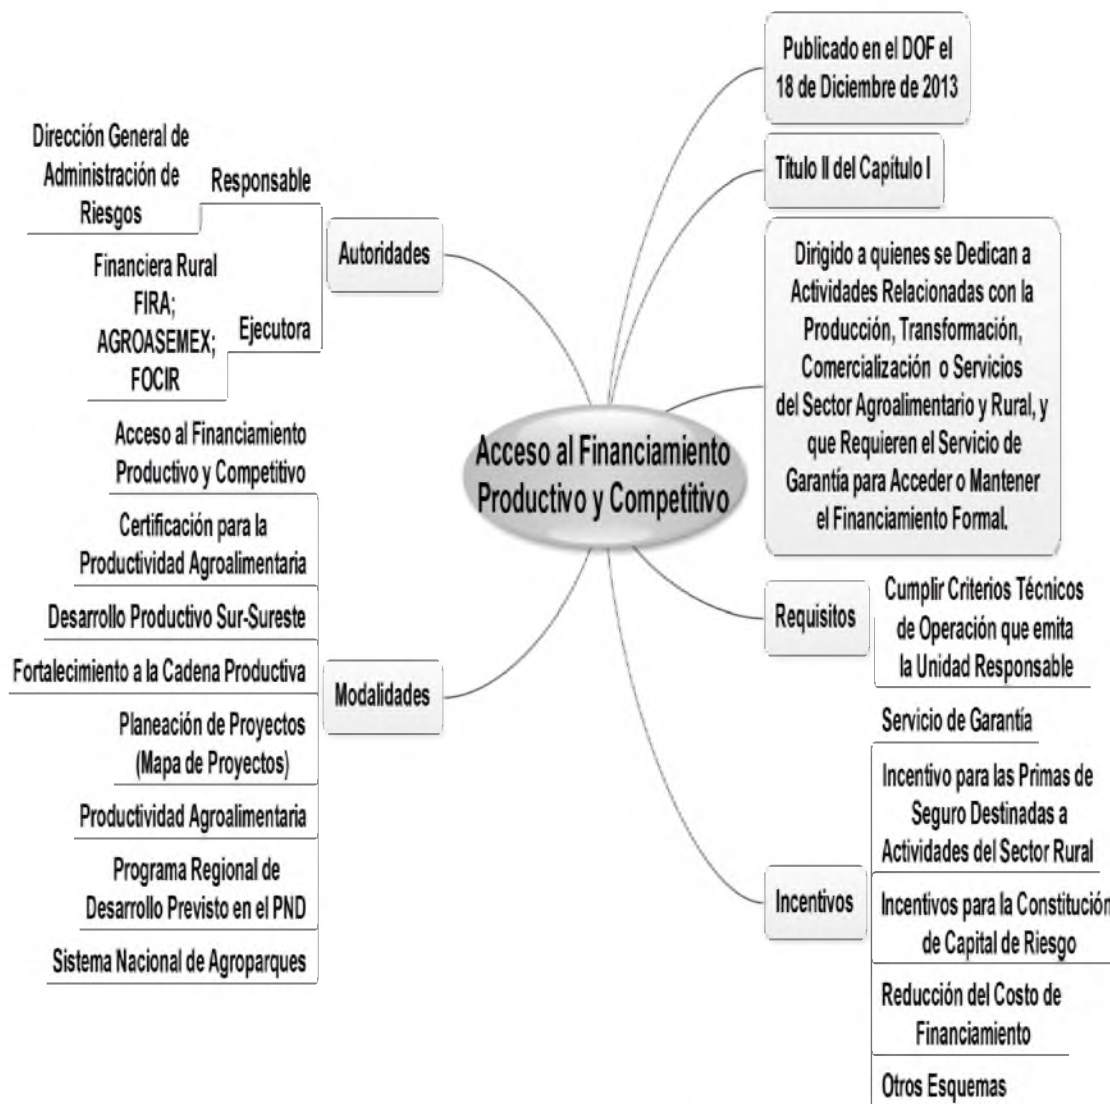 Acceso al Financiamiento
Productivo y Competitivo
Publicado en el DOF el
18 de Diciembre de 2013
Título II del Capítulo I
Dirigido a quienes se Dedican a
Actividades Relacionadas con la
Producción, Transformación,
Comercialización o Servicios
del Sector Agroalimentario y Rural, y
que Requieren el Servicio de
Garantía para Acceder o Mantener
el Financiamiento Formal.
Requisitos
Cumplir Criterios Técnicos
de Operación que emita
la Unidad Responsable
Incentivos
Servicio de Garantía
Incentivo para las Primas de
Seguro Destinadas a
Actividades del Sector Rural
Incentivos para la Constitución
de Capital de Riesgo
Reducción del Costo de
Financiamiento
Otros Esquemas
Autoridades
Responsable
Dirección General de
Administración de
Riesgos
Ejecutora
Financiera Rural
FIRA;
AGROASEMEX;
FOCIR
Modalidades
Acceso al Financiamiento
Productivo y Competitivo
Certificación para la
Productividad Agroalimentaria
Desarrollo Productivo Sur-Sureste
Fortalecimiento a la Cadena Productiva
Planeación de Proyectos
(Mapa de Proyectos)
Productividad Agroalimentaria
Programa Regional de
Desarrollo Previsto en el PND
Sistema Nacional de Agroparques